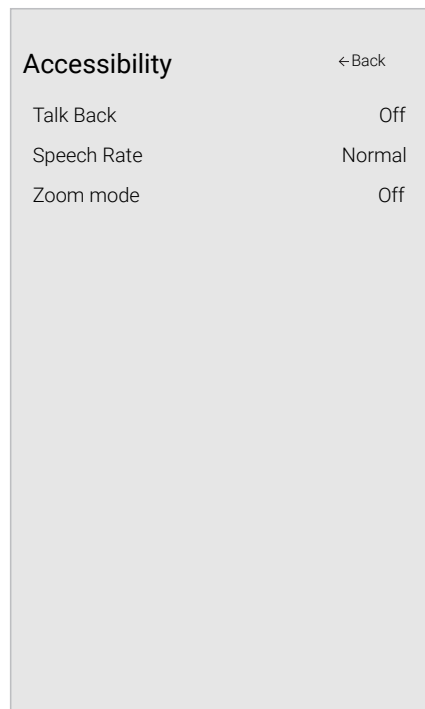 Accessibility ←Back
Talk Back Off
Speech Rate Normal
Zoom mode Off